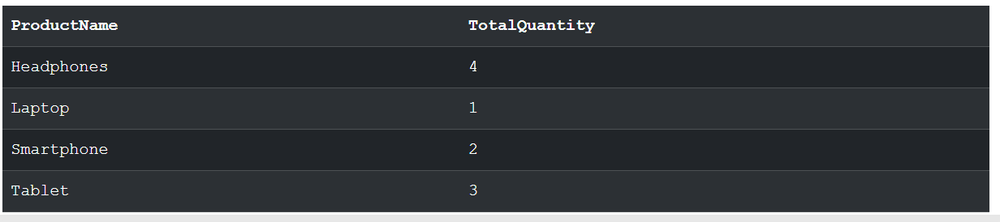 ProductName TotalQuantity
Headphones 4
Laptop 1
Smartphone 2
Tablet 3